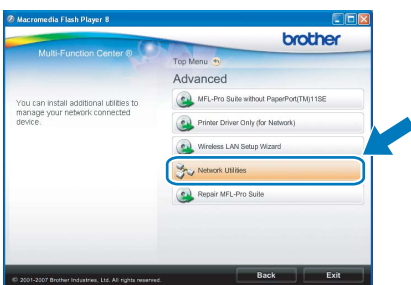 Macromedia Flash Player 8
brother
Multi-Function Center ®
Top Menu
Advanced
You can install additional utilities to
manage your network connected
device.
MFL-Pro Suite without PaperPort(TM)11SE
Printer Driver Only (for Network)
Wireless LAN Setup Wizard
Network Utilities
Repair MFL-Pro Suite
© 2001-2007 Brother Industries, Ltd. All rights reserved.
Back
Exit